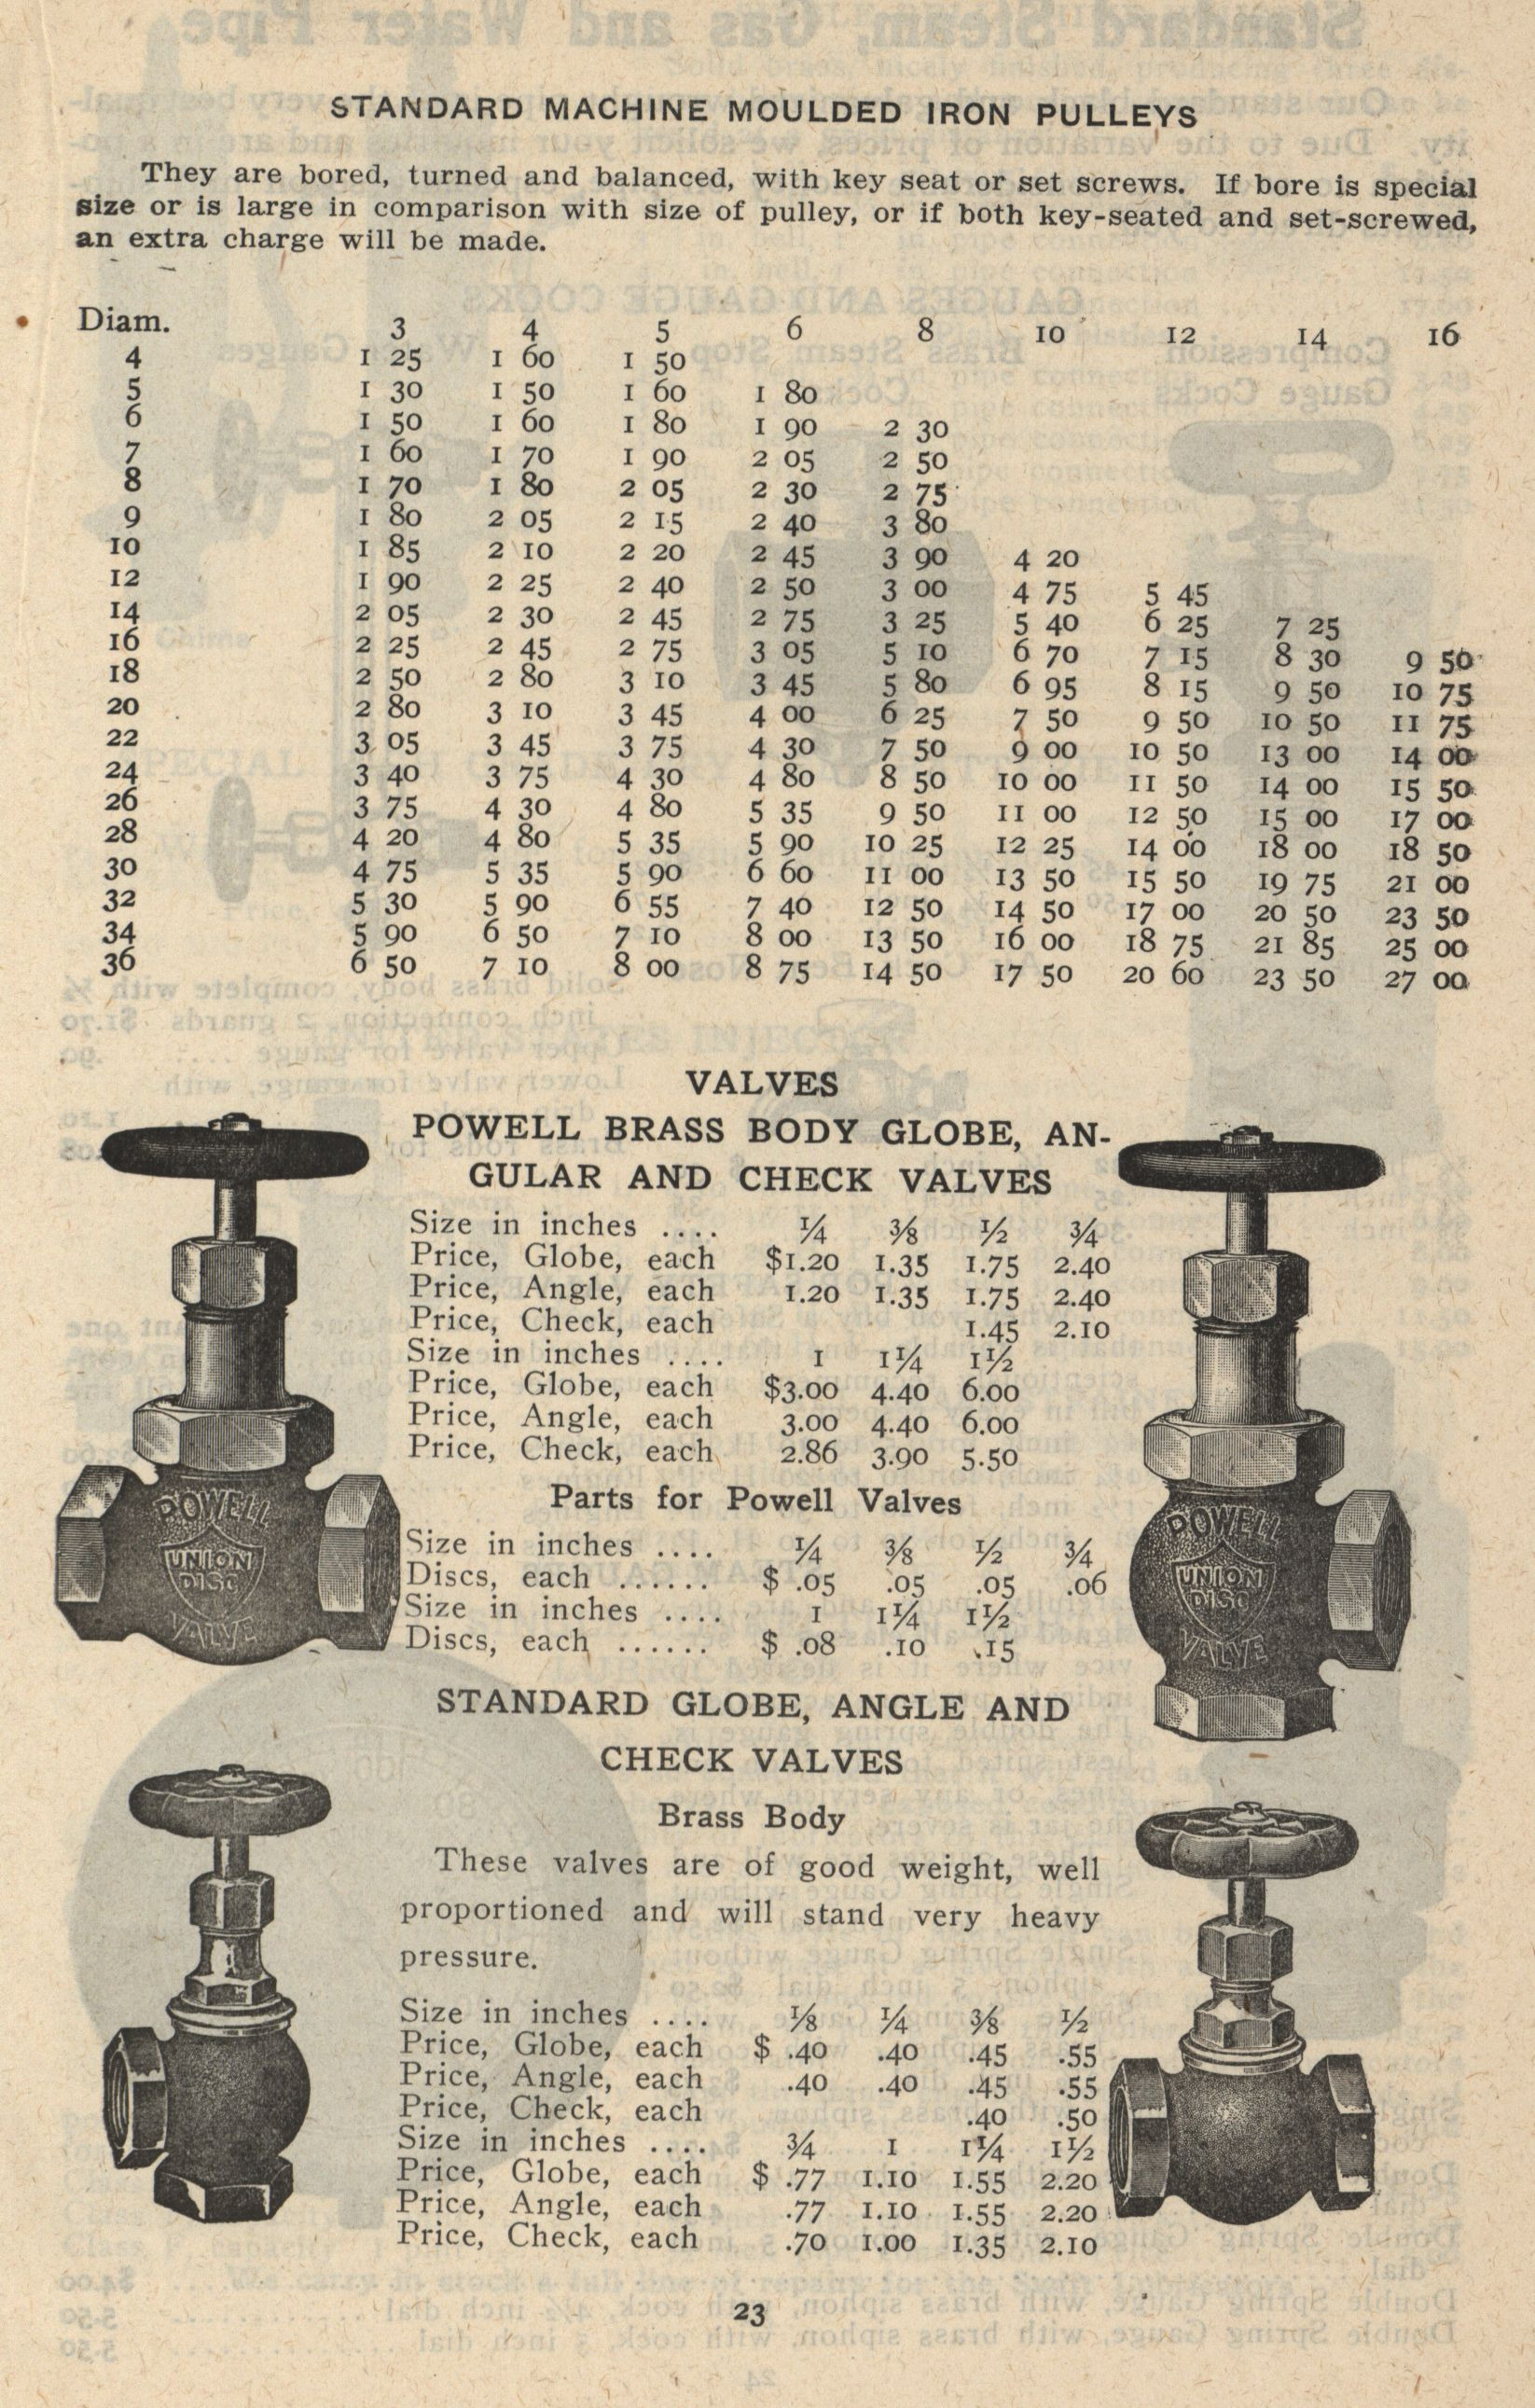 STANDARD MACHINE MOULDED IRON PULLEYS
They are bored, turned and balanced, with key seat or set screws. If bore is special
size or is large in comparison with size of pulley, or if both key-seated and set-screwed,
an extra charge will be made.
Diam. 3 4 5 6 8 10 12 14 16
4 1 25 1 60 1 50
5 1 30 1 50 1 60 1 80
6 1 50 1 60 1 80 1 90 2 30
7 1 60 1 70 1 90 2 05 2 50
8 1 70 1 80 2 05 2 30 2 75
9 1 80 2 05 2 15 2 40 3 80
10 1 85 2 10 2 20 2 45 3 90 4 20
12 1 90 2 25 2 40 2 50 3 00 4 75 5 45
14 2 05 2 30 2 45 2 75 3 25 5 40 6 25 7 25
16 2 25 2 45 2 75 3 05 5 10 6 70 7 15 8 30 9 50
18 2 50 2 80 3 10 3 45 5 80 6 95 8 15 9 50 10 75
20 2 80 3 10 3 45 4 00 6 25 7 50 9 50 10 50 11 75
22 3 05 3 45 3 75 4 30 7 50 9 00 10 50 13 00 14 00
24 3 40 3 75 4 30 4 80 8 50 10 00 11 50 14 00 15 50
26 3 75 4 30 4 80 5 35 9 50 11 00 12 50 15 00 17 00
28 4 20 4 80 5 35 5 90 10 25 12 25 14 00 18 00 18 50
30 4 75 5 35 5 90 6 60 11 00 13 50 15 50 19 75 21 00
32 5 30 5 90 6 55 7 40 12 50 14 50 17 00 20 50 23 50
34 5 90 6 50 7 10 8 00 13 50 16 00 18 75 21 85 25 00
36 6 50 7 10 8 00 8 75 14 50 17 50 20 60 23 50 27 00
VALVES
POWELL BRASS BODY GLOBE, AN-
GULAR AND CHECK VALVES
Size in inches .... ¼ ⅜ ½ ¾
Price, Globe, each $1.20 1.35 1.75 2.40
Price, Angle, each 1.20 1.35 1.75 2.40
Price, Check, each 1.45 2.10
Size in inches .... 1 1¼ 1½
Price, Globe, each $3.00 4.40 6.00
Price, Angle, each 3.00 4.40 6.00
Price, Check, each 2.86 3.90 5.50
Parts for Powell Valves
Size in inches .... ¼ ⅜ ½ ¾
Discs, each ...... $ .05 .05 .05 .06
Size in inches .... 1 1¼ 1½
Discs, each ...... $ .08 .10 .15
POWELL
UNION
DISC
VALVE
POWELL
UNION
DISC
VALVE
STANDARD GLOBE, ANGLE AND
CHECK VALVES
Brass Body
These valves are of good weight, well
proportioned and will stand very heavy
pressure.
Size in inches .... ⅛ ¼ ⅜ ½
Price, Globe, each $ .40 .40 .45 .55
Price, Angle, each .40 .40 .45 .55
Price, Check, each .40 .50
Size in inches .... ¾ 1 1¼ 1½
Price, Globe, each $ .77 1.10 1.55 2.20
Price, Angle, each .77 1.10 1.55 2.20
Price, Check, each .70 1.00 1.35 2.10
23